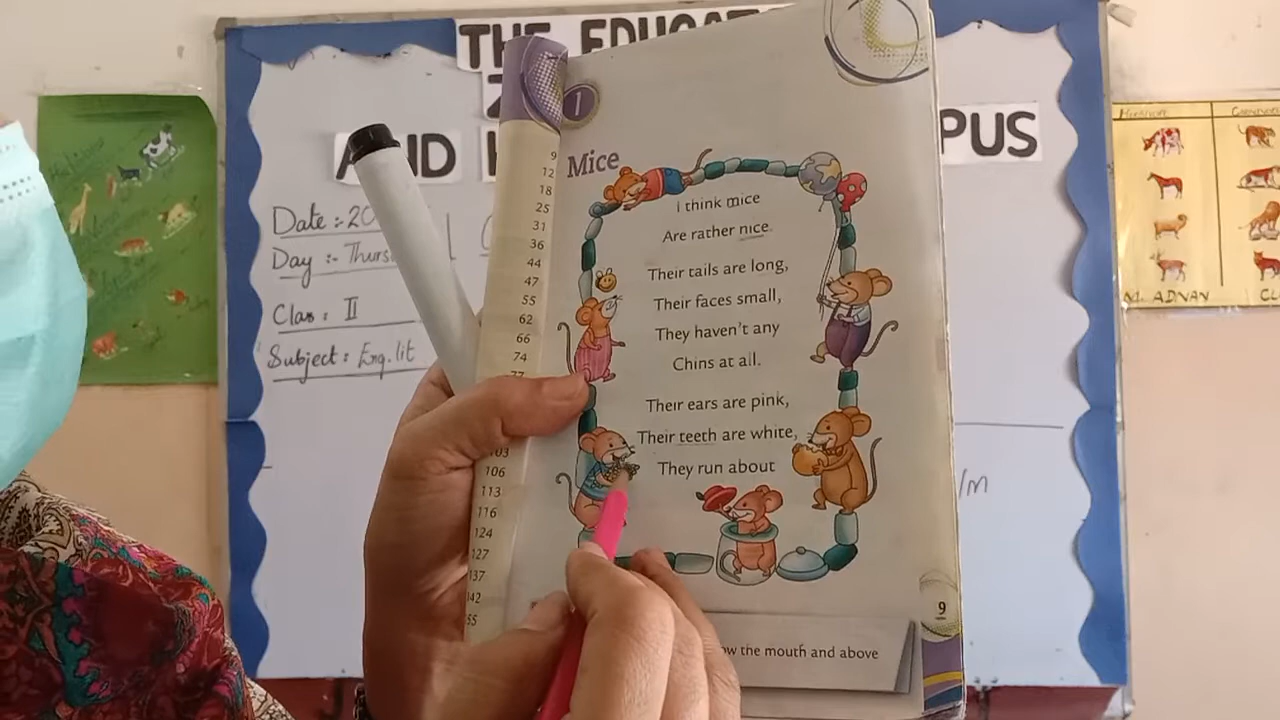 THE EDUCAT
PUS
Date :- 20
Day :- Thurs
Class : II
Subject : Eng. lit
1
Mice
9
12
18
25
31
36
44
47
55
62
66
74
77
103
106
113
116
124
127
137
142
I think mice
Are rather nice.
Their tails are long,
Their faces small,
They haven't any
Chins at all.
Their ears are pink,
Their teeth are white,
They run about
9
the mouth and above
M. ADNAN